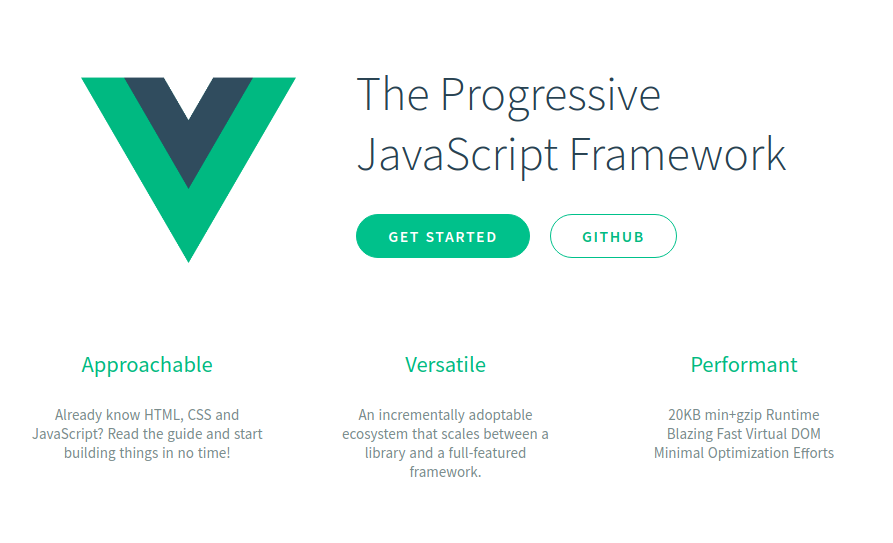 The Progressive
JavaScript Framework
GET STARTED
GITHUB
Approachable
Already know HTML, CSS and
JavaScript? Read the guide and start
building things in no time!
Versatile
An incrementally adoptable
ecosystem that scales between a
library and a full-featured
framework.
Performant
20KB min+gzip Runtime
Blazing Fast Virtual DOM
Minimal Optimization Efforts